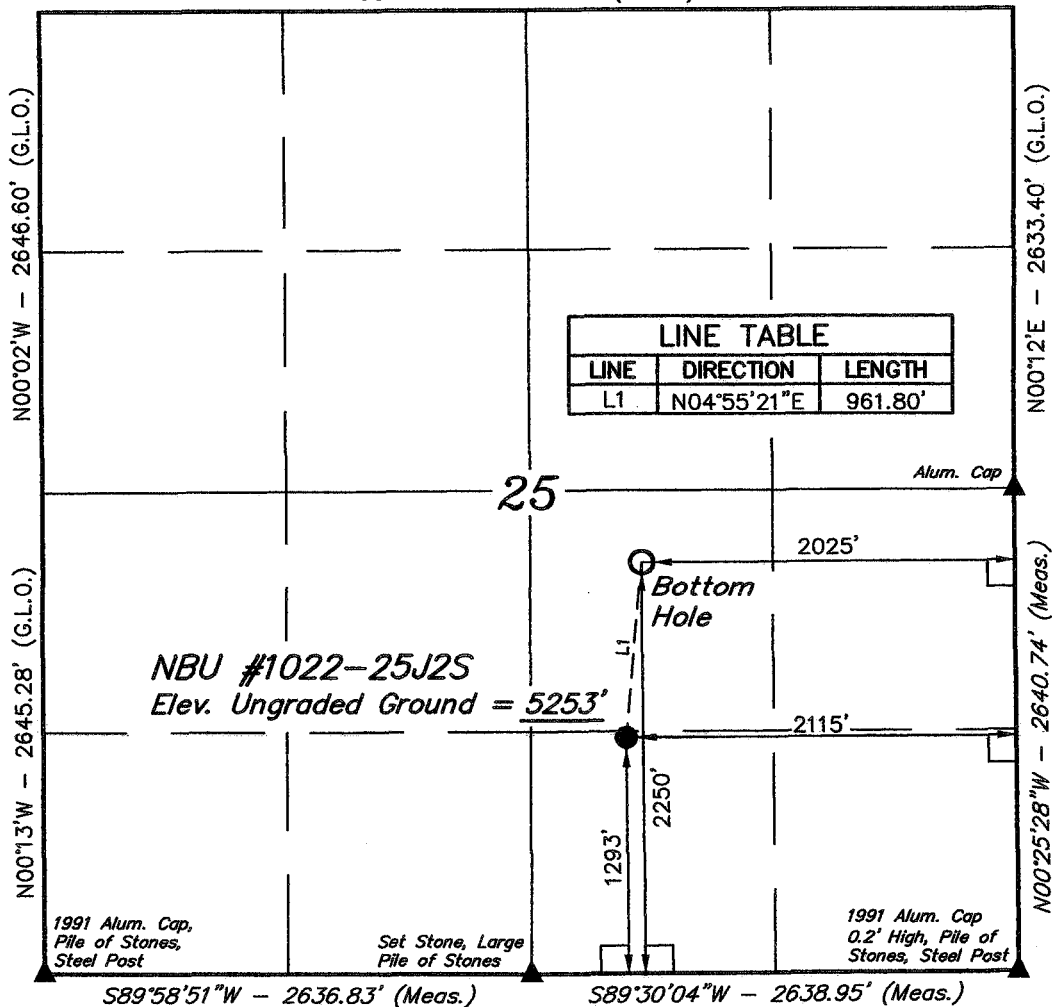 N00°02'W - 2646.60' (G.L.O.)
N00°12'E - 2633.40' (G.L.O.)
LINE TABLE
LINE DIRECTION LENGTH
L1 N04°55'21"E 961.80'
Alum. Cap
25
2025'
Bottom
Hole
L1
NBU #1022-25J2S
Elev. Ungraded Ground = 5253'
2115'
2250'
1293'
N00°13'W - 2645.28' (G.L.O.)
N00°25'28"W - 2640.74' (Meas.)
1991 Alum. Cap,
Pile of Stones,
Steel Post
Set Stone, Large
Pile of Stones
1991 Alum. Cap
0.2' High, Pile of
Stones, Steel Post
S89°58'51"W - 2636.83' (Meas.)
S89°30'04"W - 2638.95' (Meas.)